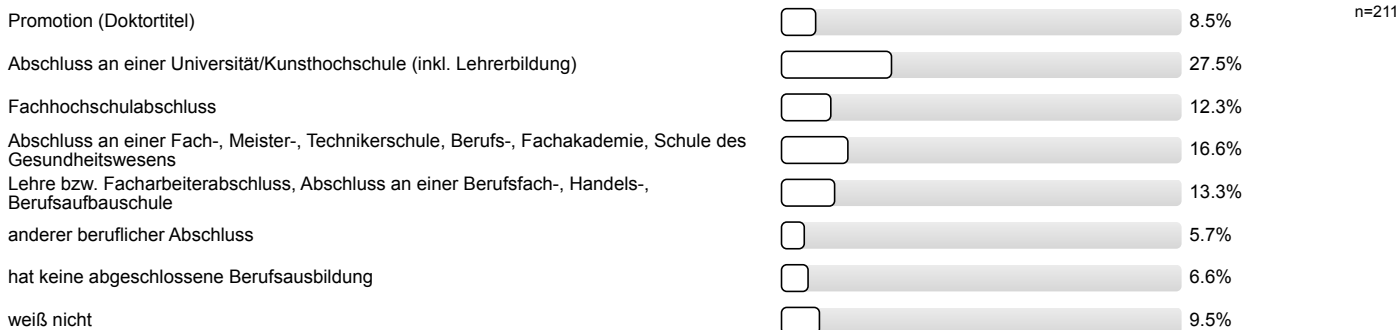 Promotion (Doktortitel) 8.5% n=211
Abschluss an einer Universität/Kunsthochschule (inkl. Lehrerbildung) 27.5%
Fachhochschulabschluss 12.3%
Abschluss an einer Fach-, Meister-, Technikerschule, Berufs-, Fachakademie, Schule des
Gesundheitswesens
16.6%
Lehre bzw. Facharbeiterabschluss, Abschluss an einer Berufsfach-, Handels-,
Berufsaufbauschule
13.3%
anderer beruflicher Abschluss 5.7%
hat keine abgeschlossene Berufsausbildung 6.6%
weiß nicht 9.5%